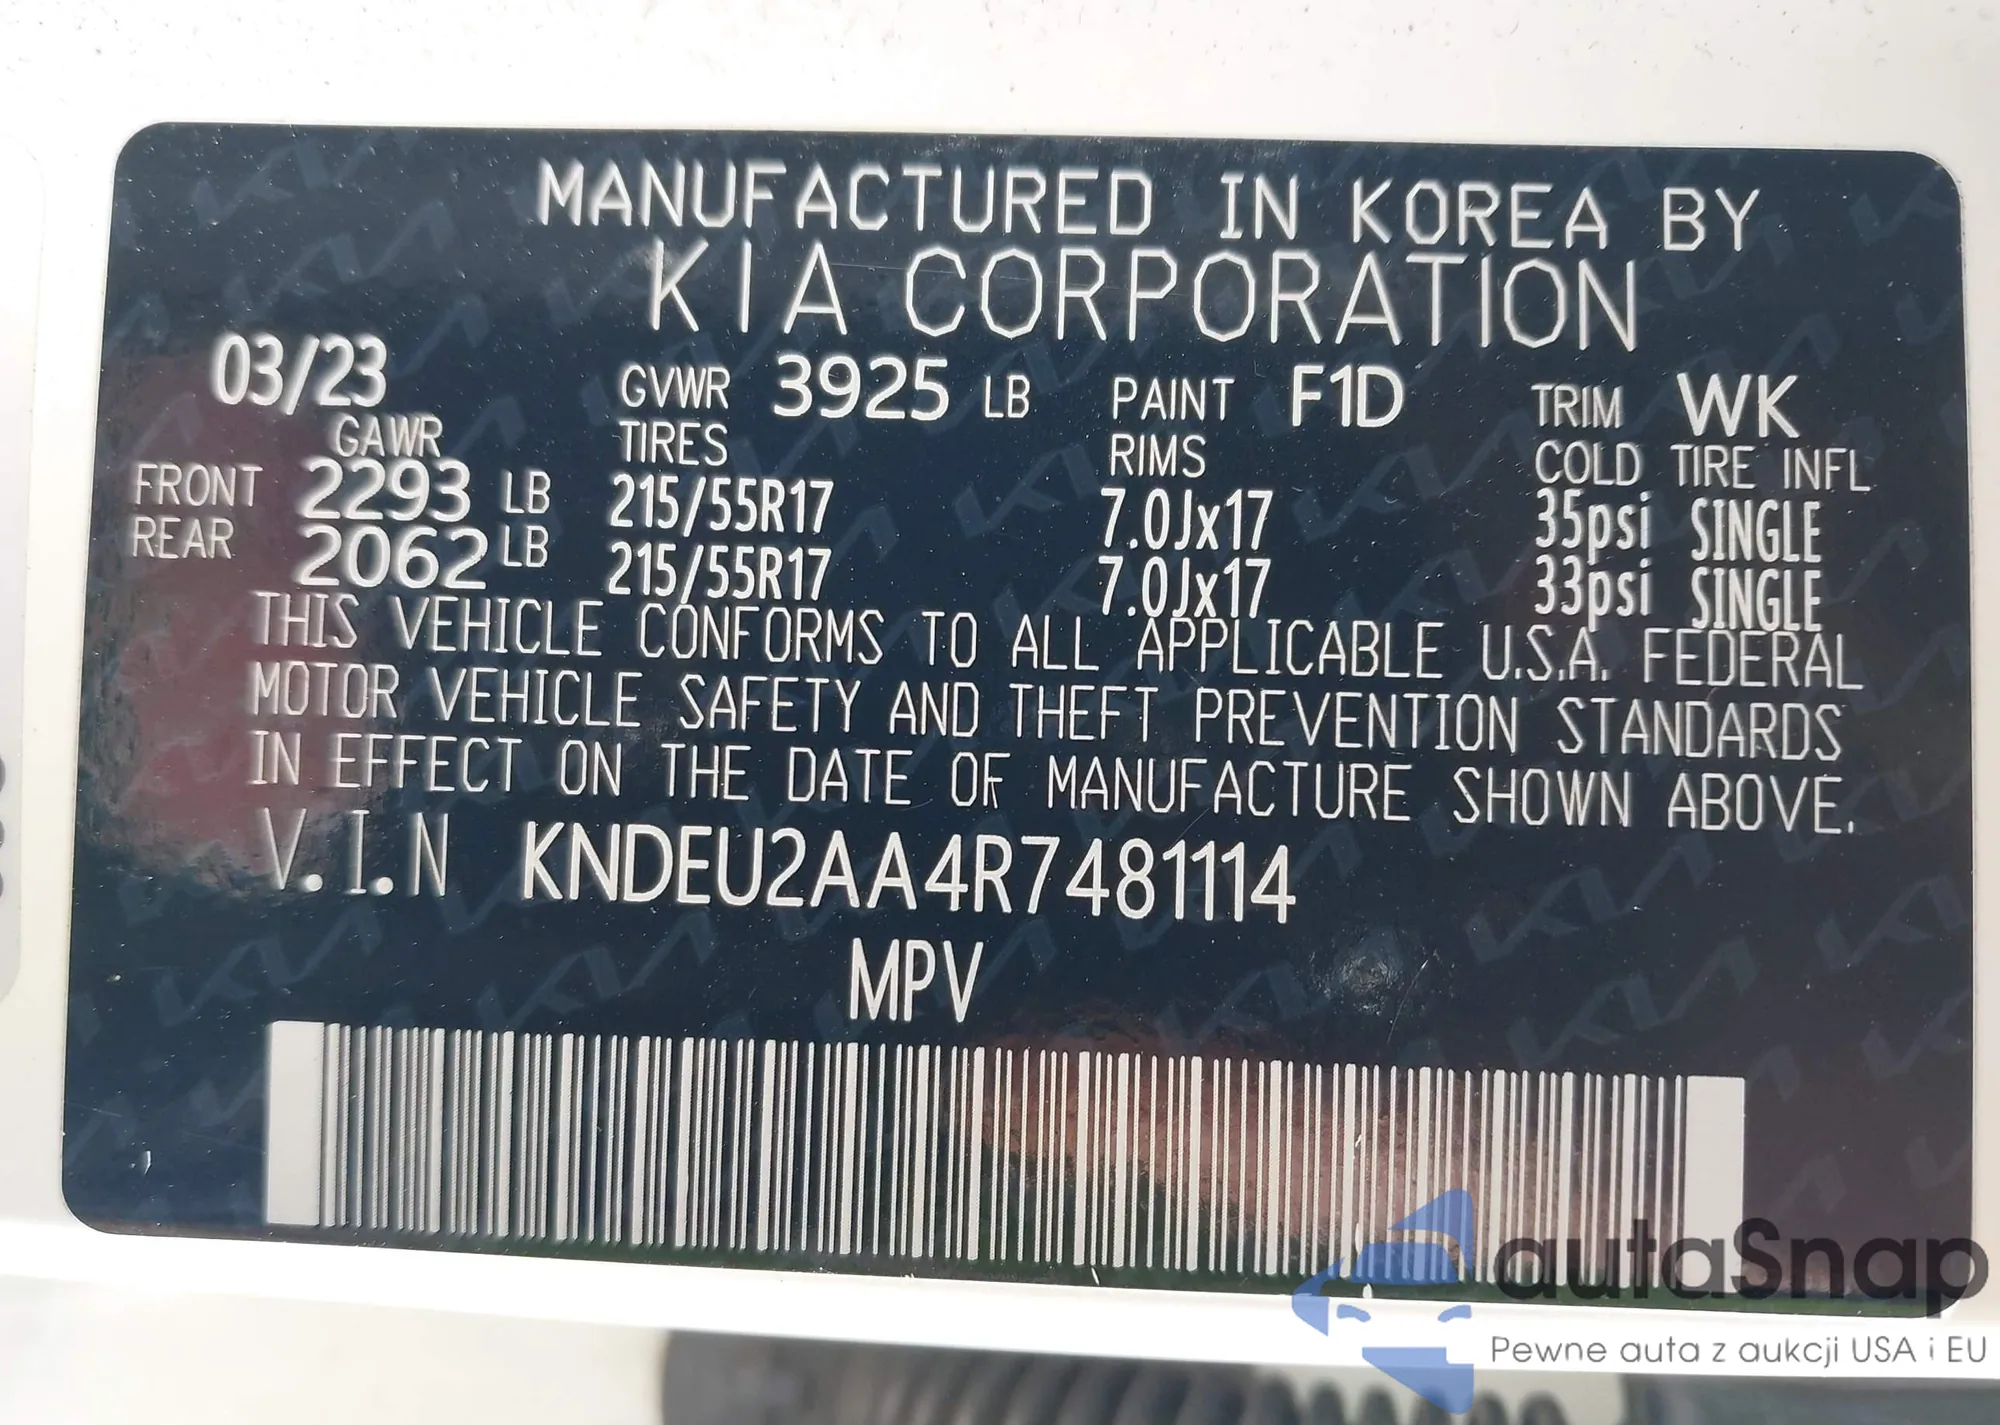 MANUFACTURED IN KOREA BY
KIA CORPORATION
03/23 GVWR 3925 LB PAINT F1D TRIM WK
GAWR TIRES RIMS COLD TIRE INFL
FRONT 2293 LB 215/55R17 7.0Jx17 35psi SINGLE
REAR 2062 LB 215/55R17 7.0Jx17 33psi SINGLE
THIS VEHICLE CONFORMS TO ALL APPLICABLE U.S.A. FEDERAL
MOTOR VEHICLE SAFETY AND THEFT PREVENTION STANDARDS
IN EFFECT ON THE DATE OF MANUFACTURE SHOWN ABOVE.
V.I.N KNDEU2AA4R7481114
MPV
autaSnap
Pewne auta z aukcji USA i EU